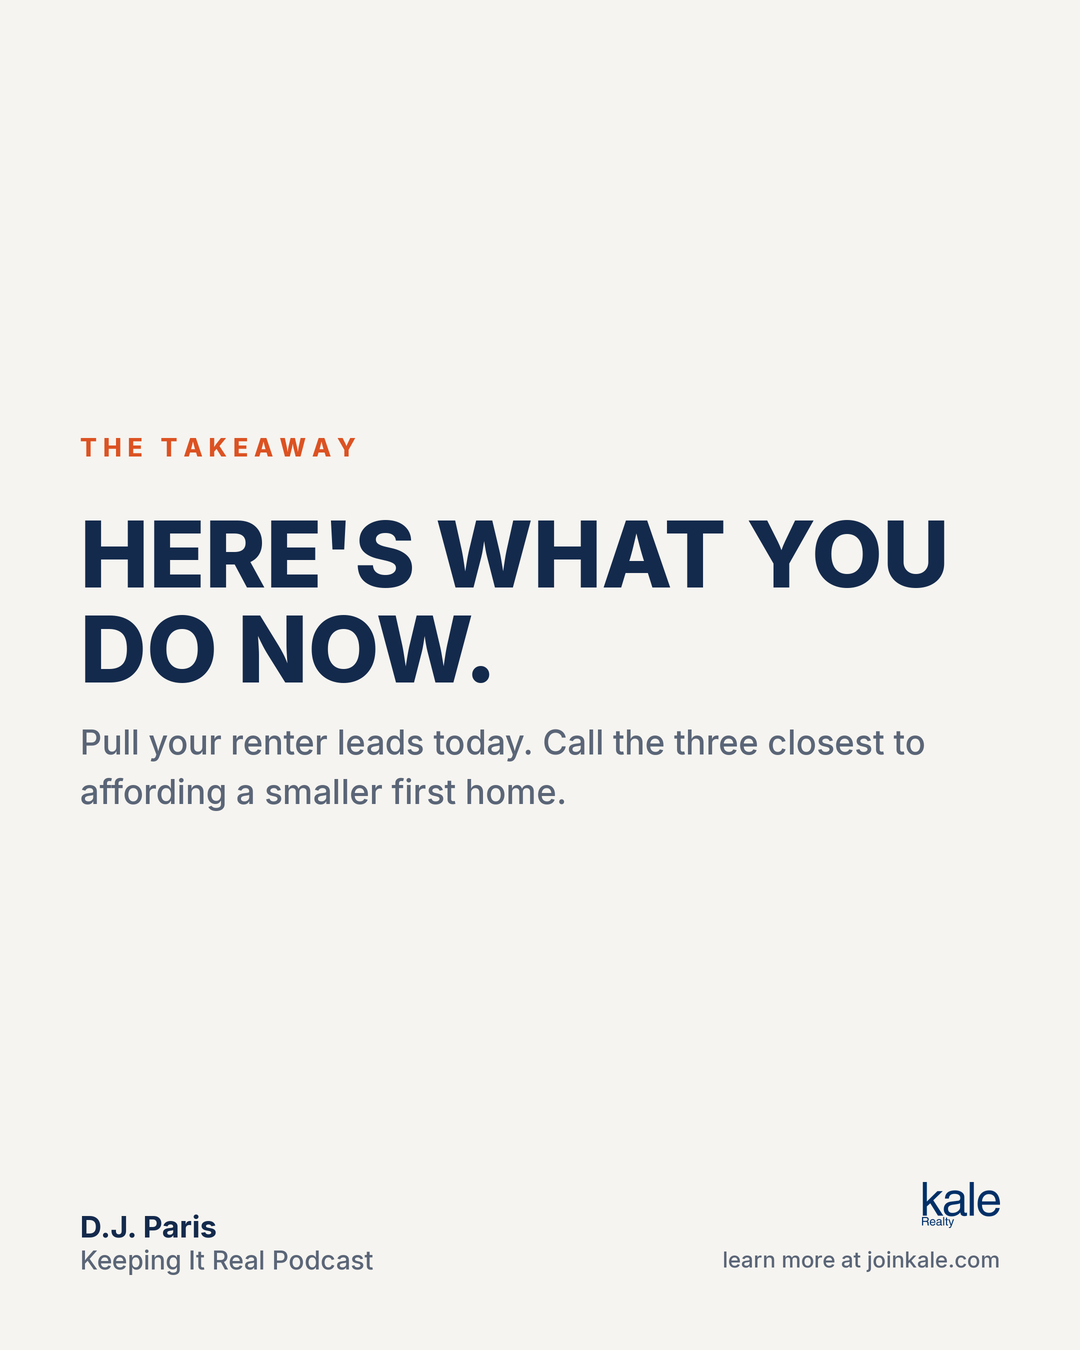 THE TAKEAWAY
HERE'S WHAT YOU
DO NOW.
Pull your renter leads today. Call the three closest to
affording a smaller first home.
D.J. Paris
Keeping It Real Podcast
kale
Realty
learn more at joinkale.com